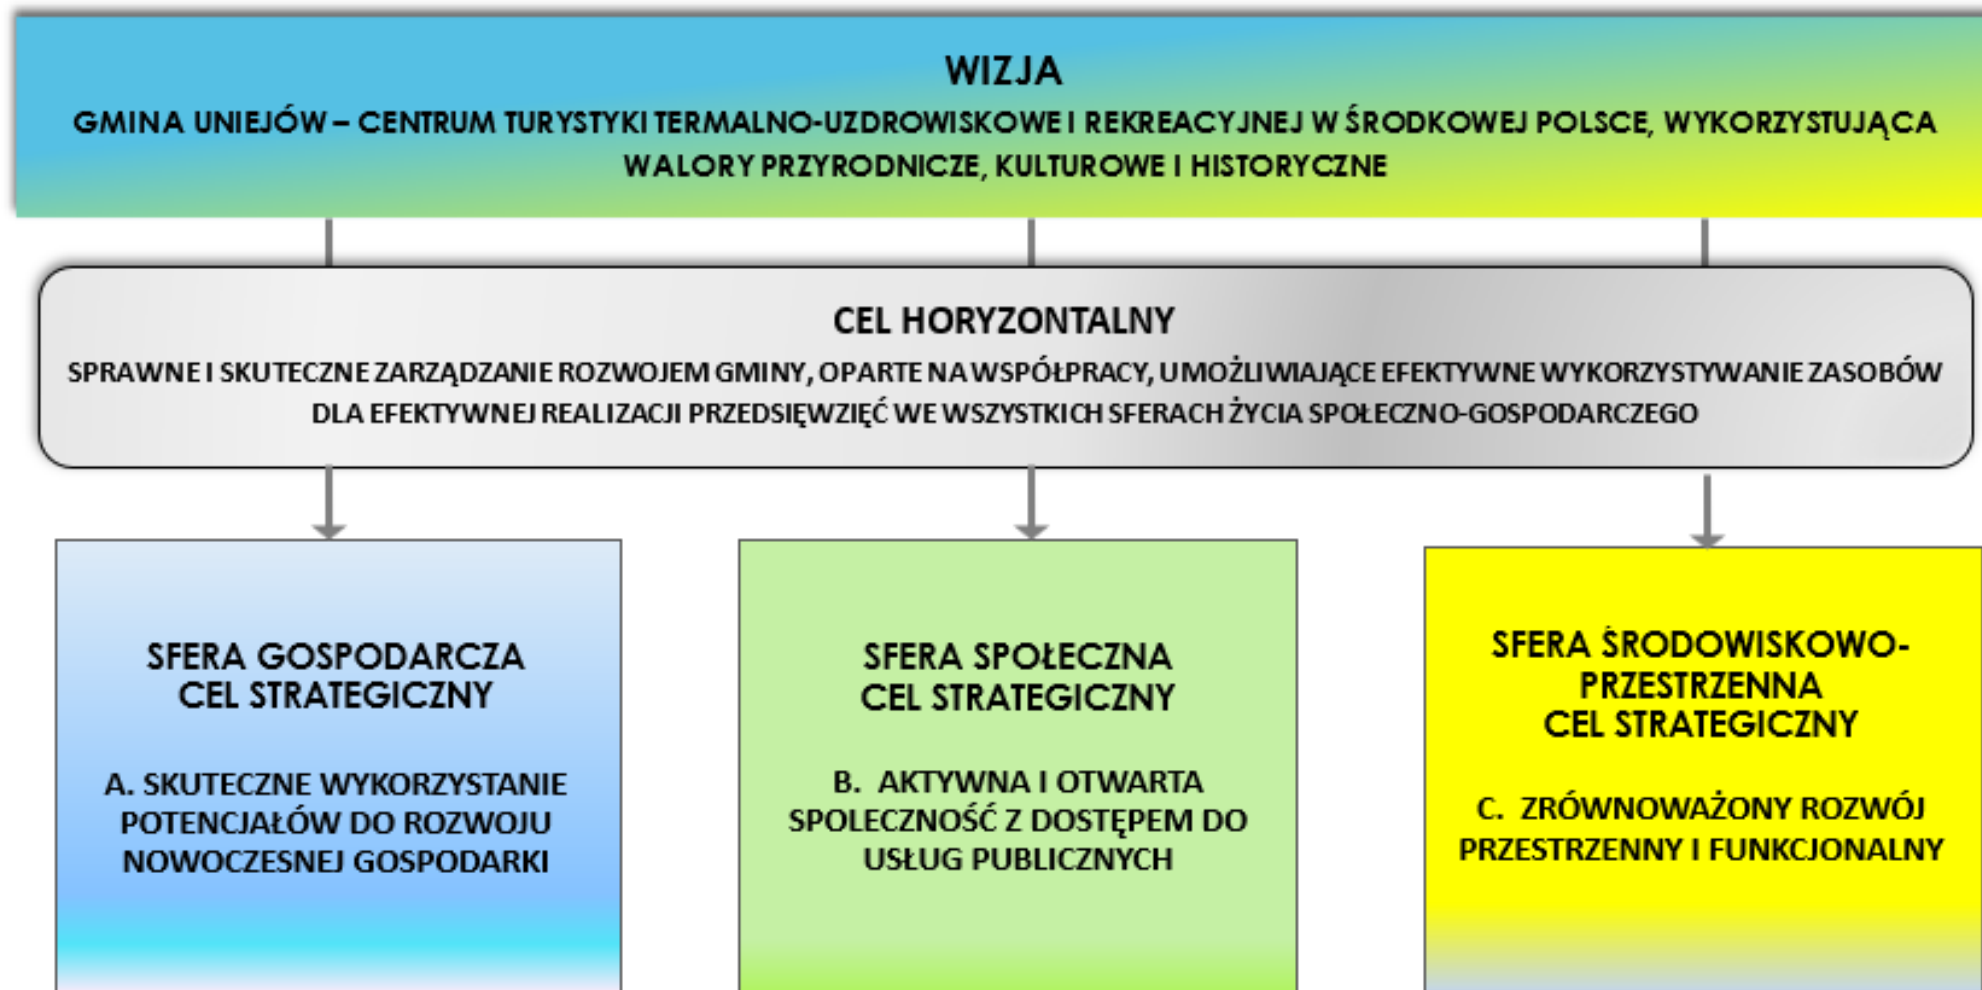 WIZJA
GMINA UNIEJÓW – CENTRUM TURYSTYKI TERMALNO-UZDROWISKOWE I REKREACYJNEJ W ŚRODKOWEJ POLSCE, WYKORZYSTUJĄCA
WALORY PRZYRODNICZE, KULTUROWE I HISTORYCZNE
CEL HORYZONTALNY
SPRAWNE I SKUTECZNE ZARZĄDZANIE ROZWOJEM GMINY, OPARTE NA WSPÓŁPRACY, UMOŻLIWIAJĄCE EFEKTYWNE WYKORZYSTYWANIE ZASOBÓW
DLA EFEKTYWNEJ REALIZACJI PRZEDSIĘWZIĘĆ WE WSZYSTKICH SFERACH ŻYCIA SPOŁECZNO-GOSPODARCZEGO
SFERA GOSPODARCZA
CEL STRATEGICZNY
A. SKUTECZNE WYKORZYSTANIE
POTENCJAŁÓW DO ROZWOJU
NOWOCZESNEJ GOSPODARKI
SFERA SPOŁECZNA
CEL STRATEGICZNY
B. AKTYWNA I OTWARTA
SPOLECZNOŚĆ Z DOSTĘPEM DO
USŁUG PUBLICZNYCH
SFERA ŚRODOWISKOWO-
PRZESTRZENNA
CEL STRATEGICZNY
C. ZRÓWNOWAŻONY ROZWÓJ
PRZESTRZENNY I FUNKCJONALNY